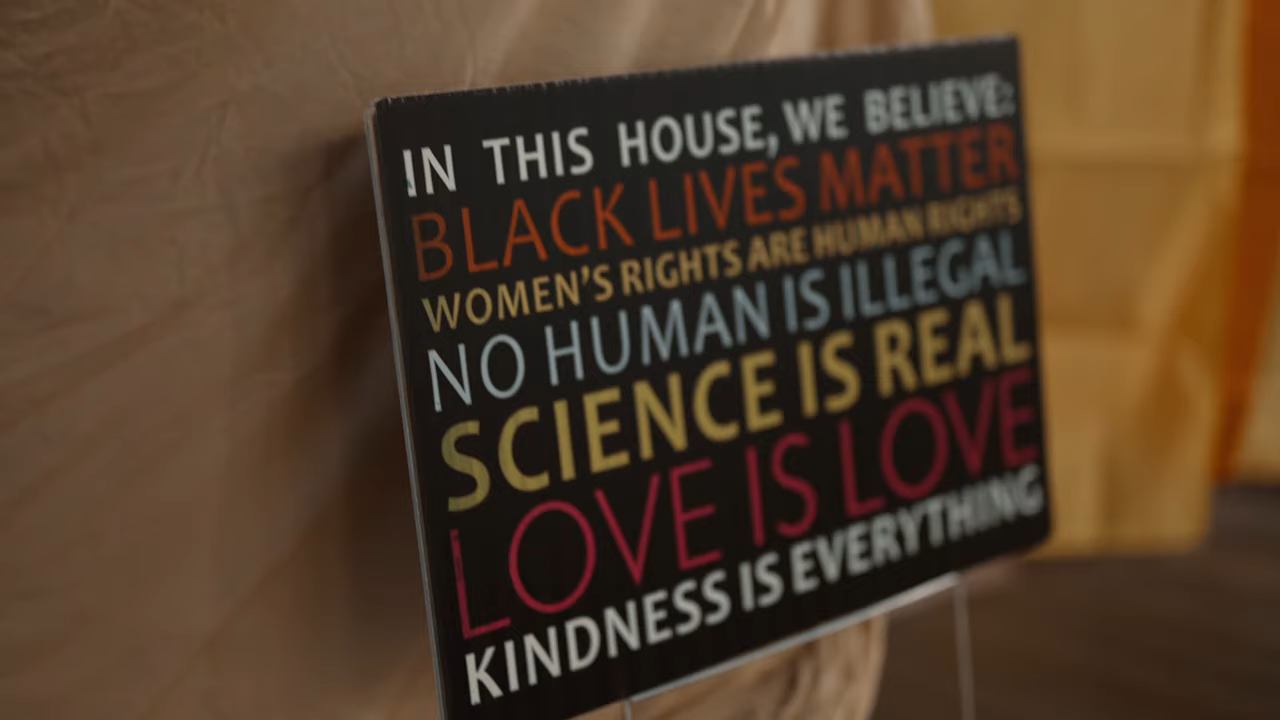 IN THIS HOUSE, WE BELIEVE:
BLACK LIVES MATTER
WOMEN'S RIGHTS ARE HUMAN RIGHTS
NO HUMAN IS ILLEGAL
SCIENCE IS REAL
LOVE IS LOVE
KINDNESS IS EVERYTHING